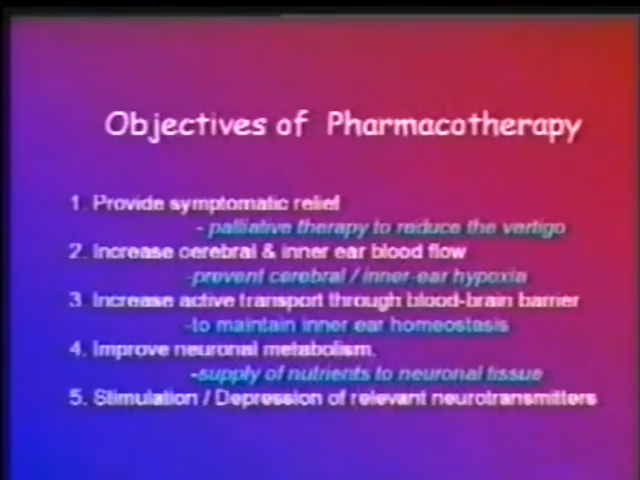 Objectives of Pharmacotherapy
1. Provide symptomatic relief
- palliative therapy to reduce the vertigo
2. Increase cerebral & inner ear blood flow
-prevent cerebral / inner-ear hypoxia
3. Increase active transport through blood-brain barrier
-to maintain inner ear homeostasis
4. Improve neuronal metabolism.
-supply of nutrients to neuronal tissue
5. Stimulation / Depression of relevant neurotransmitters